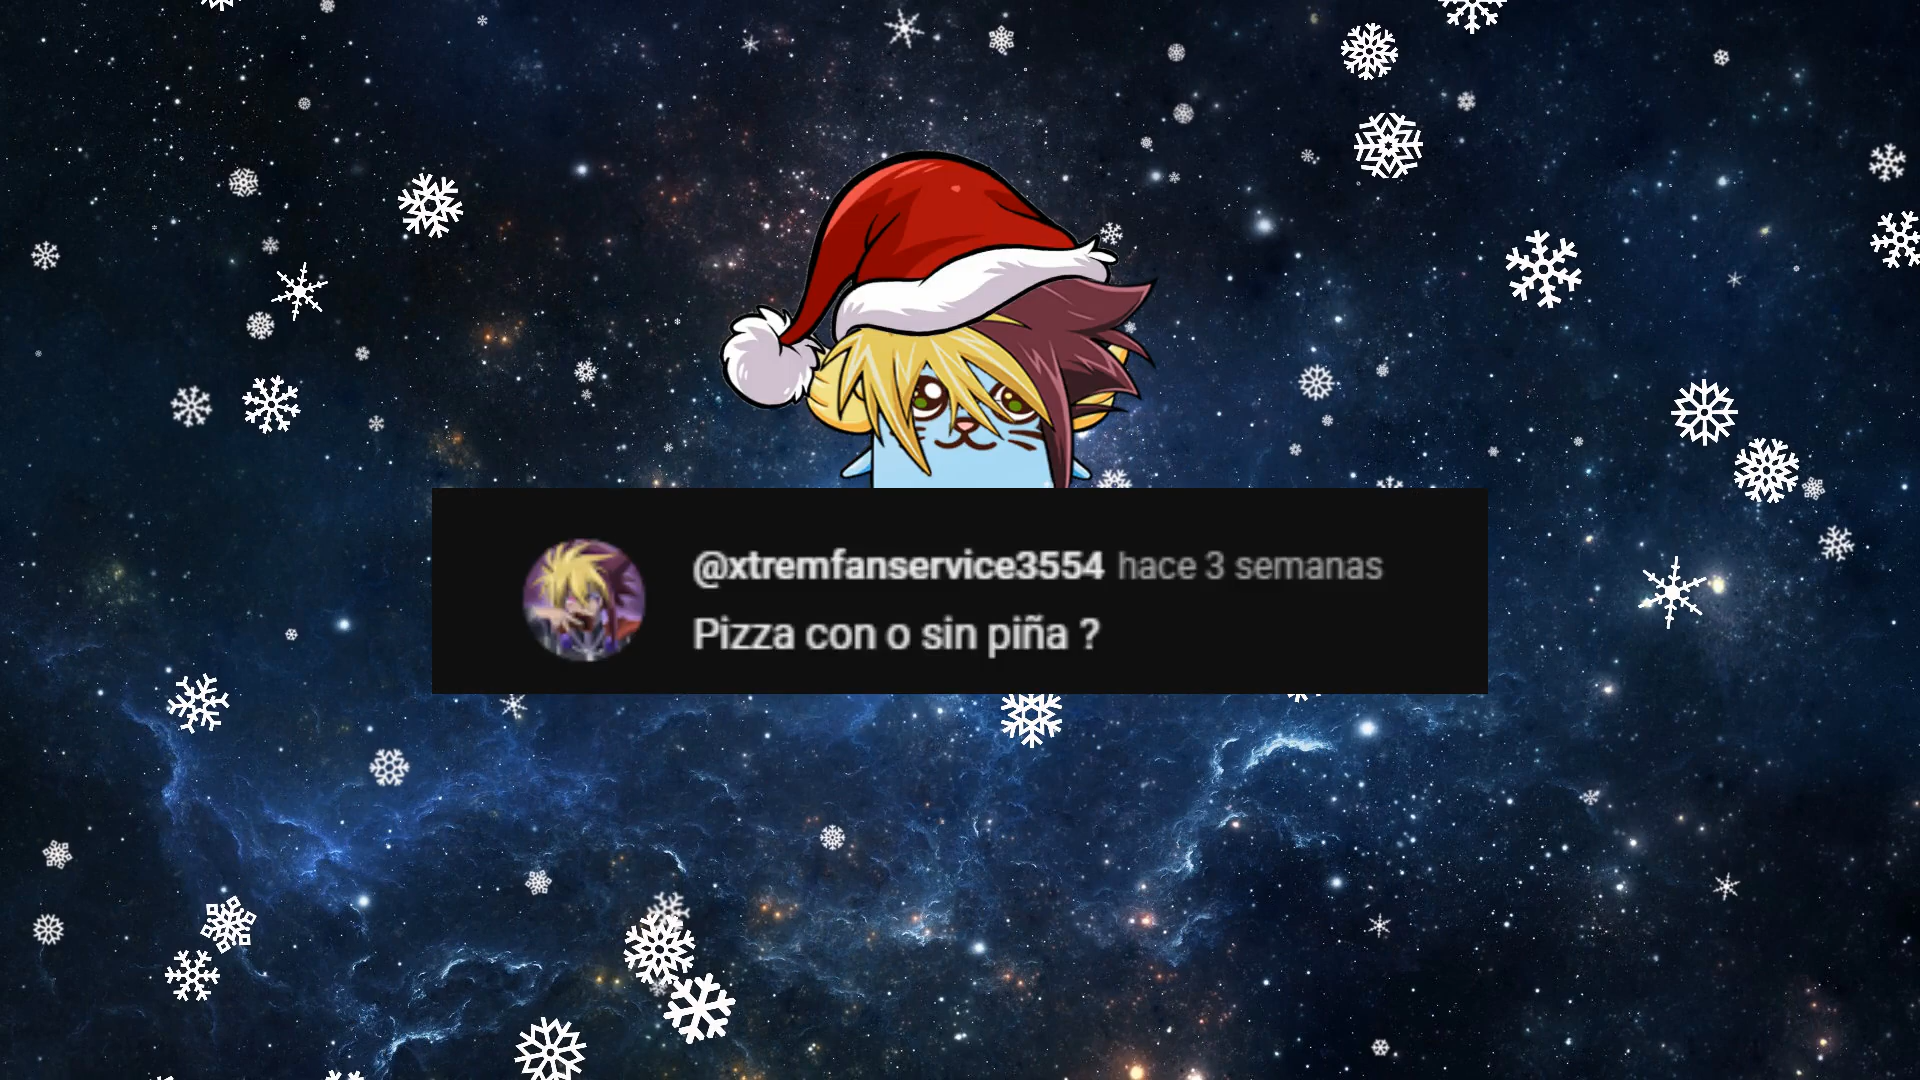 @xtremfanservice3554 hace 3 semanas
Pizza con o sin piña ?